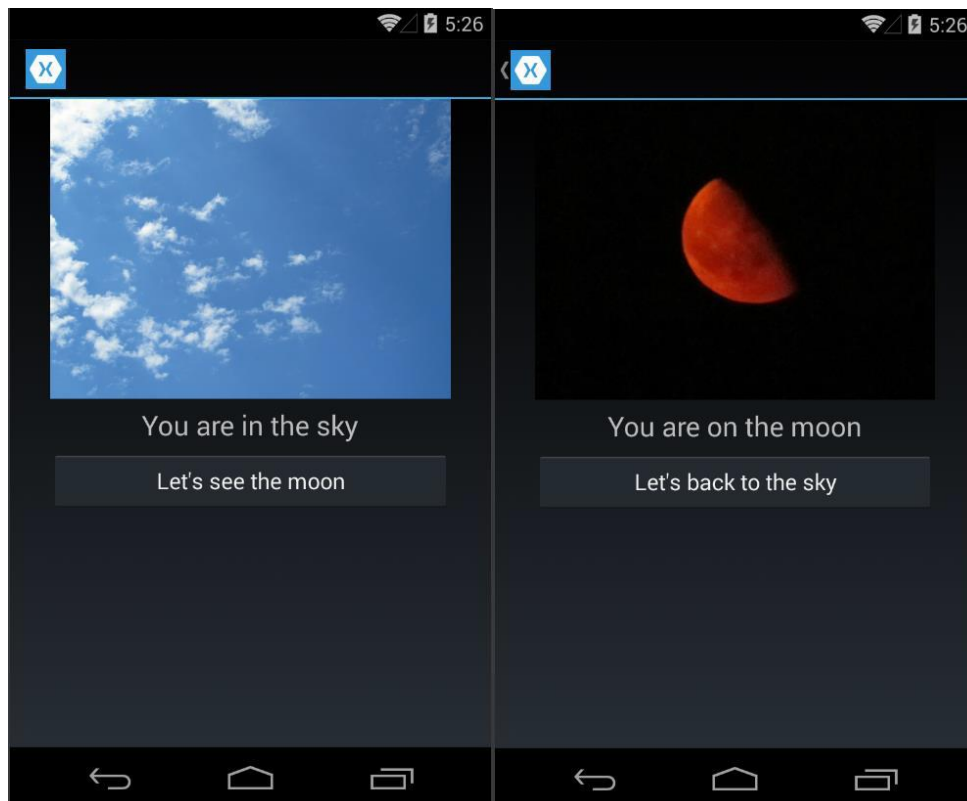 5:26
You are in the sky
Let's see the moon
5:26
You are on the moon
Let's back to the sky